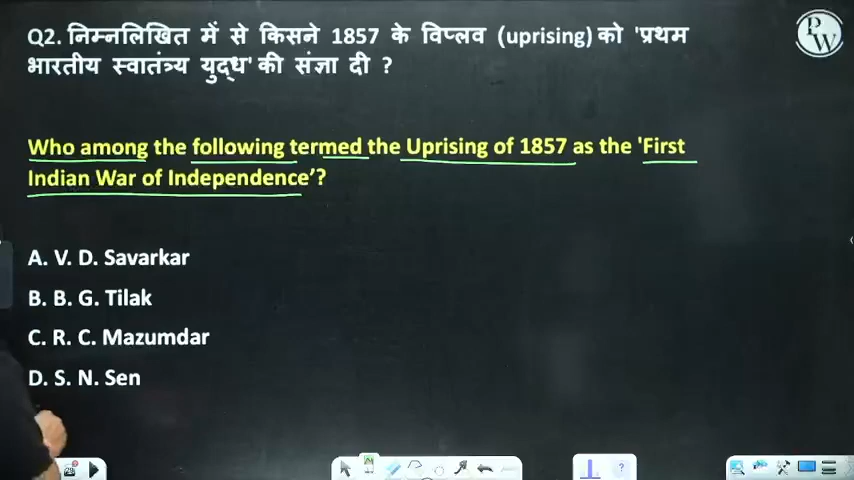 Q2. निम्नलिखित में से किसने 1857 के विप्लव (uprising) को 'प्रथम
भारतीय स्वातंत्र्य युद्ध' की संज्ञा दी ?
PW
Who among the following termed the Uprising of 1857 as the 'First
Indian War of Independence'?
A. V. D. Savarkar
B. B. G. Tilak
C. R. C. Mazumdar
D. S. N. Sen